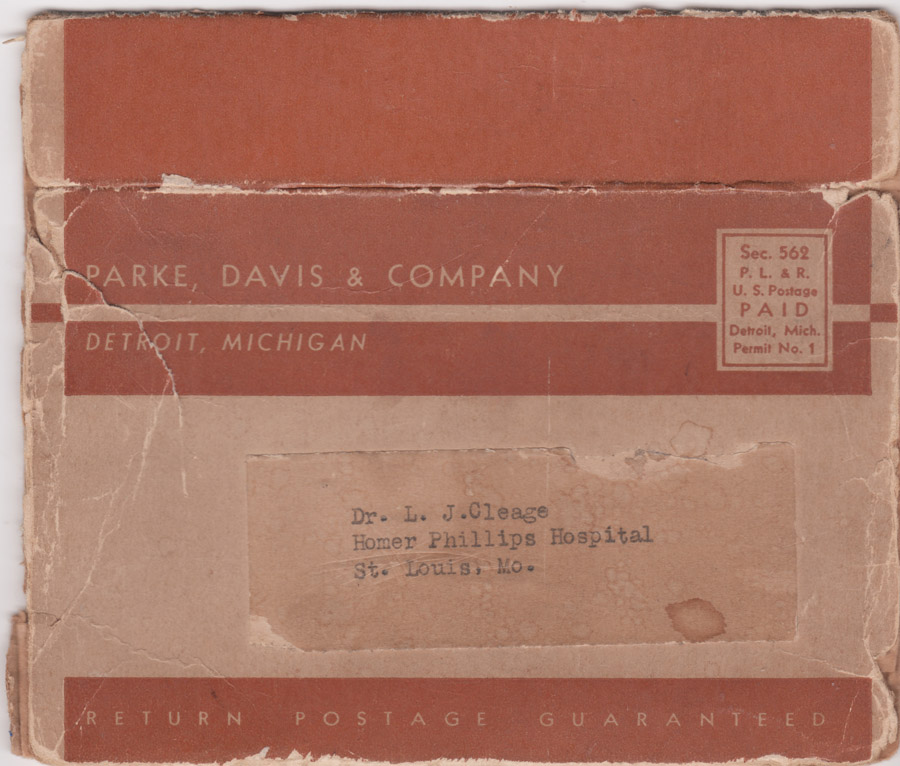 PARKE, DAVIS & COMPANY
DETROIT, MICHIGAN
Sec. 562
P. L. & R.
U. S. Postage
PAID
Detroit, Mich.
Permit No. 1
Dr. L. J.Cleage
Homer Phillips Hospital
St. Louis, Mo.
RETURN POSTAGE GUARANTEED